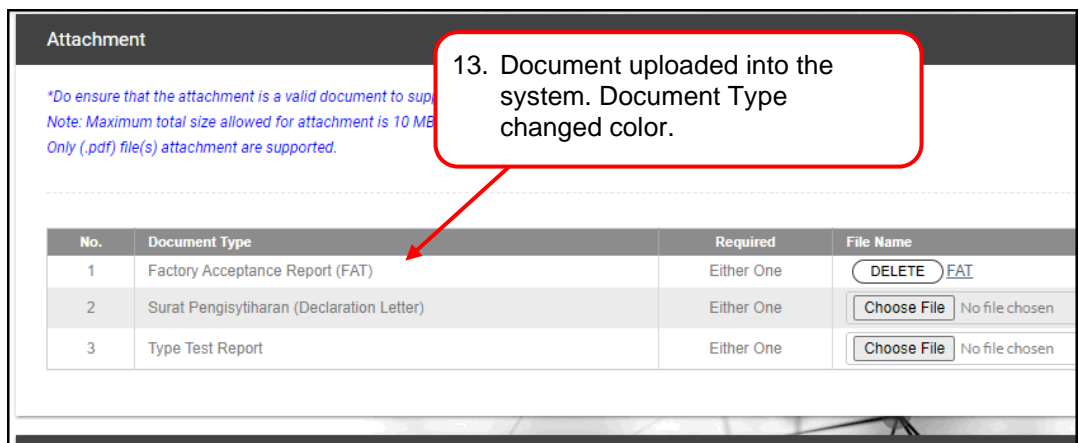 Attachment
13. Document uploaded into the
system. Document Type
changed color.
*Do ensure that the attachment is a valid document to
Note: Maximum total size allowed for attachment is 10 MB
Only (.pdf) file(s) attachment are supported.
No. Document Type Required File Name
1 Factory Acceptance Report (FAT) Either One DELETE FAT
2 Surat Pengisytiharan (Declaration Letter) Either One Choose File No file chosen
3 Type Test Report Either One Choose File No file chosen